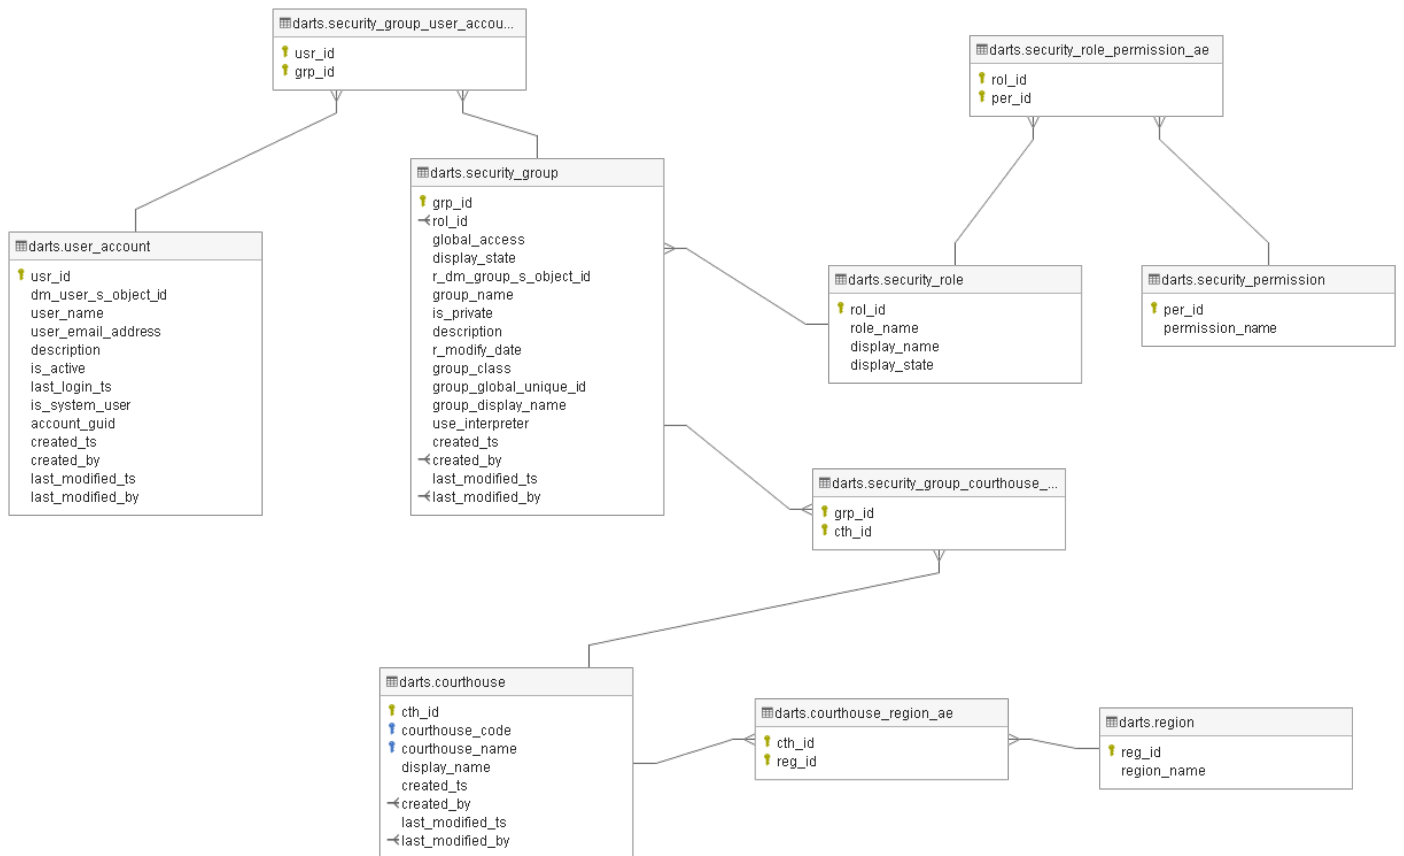 darts.security_group_user_accou...
usr_id
grp_id
darts.security_role_permission_ae
rol_id
per_id
darts.security_group
grp_id
rol_id
global_access
display_state
r_dm_group_s_object_id
group_name
is_private
description
r_modify_date
group_class
group_global_unique_id
group_display_name
use_interpreter
created_ts
created_by
last_modified_ts
last_modified_by
darts.user_account
usr_id
dm_user_s_object_id
user_name
user_email_address
description
is_active
last_login_ts
is_system_user
account_guid
created_ts
created_by
last_modified_ts
last_modified_by
darts.security_role
rol_id
role_name
display_name
display_state
darts.security_permission
per_id
permission_name
darts.security_group_courthouse_...
grp_id
cth_id
darts.courthouse
cth_id
courthouse_code
courthouse_name
display_name
created_ts
created_by
last_modified_ts
last_modified_by
darts.courthouse_region_ae
cth_id
reg_id
darts.region
reg_id
region_name